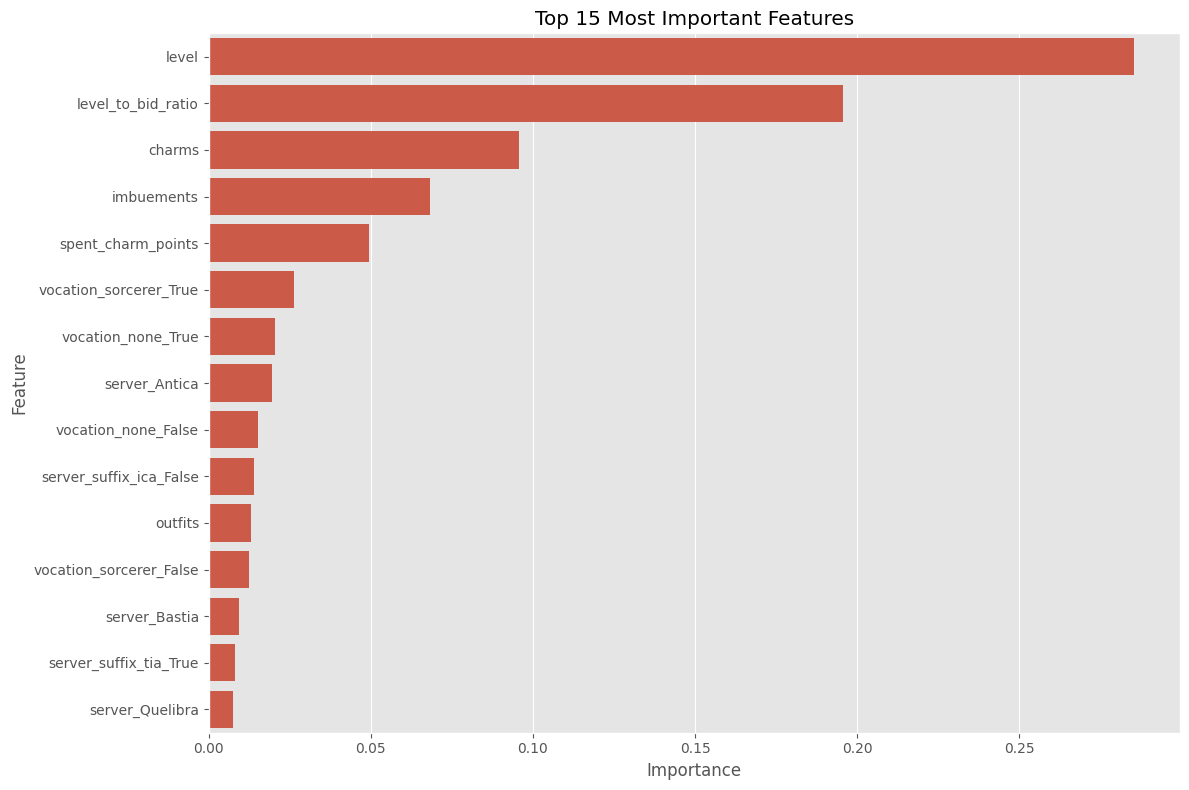 Top 15 Most Important Features
Feature
level
level_to_bid_ratio
charms
imbuements
spent_charm_points
vocation_sorcerer_True
vocation_none_True
server_Antica
vocation_none_False
server_suffix_ica_False
outfits
vocation_sorcerer_False
server_Bastia
server_suffix_tia_True
server_Quelibra
0.00 0.05 0.10 0.15 0.20 0.25
Importance